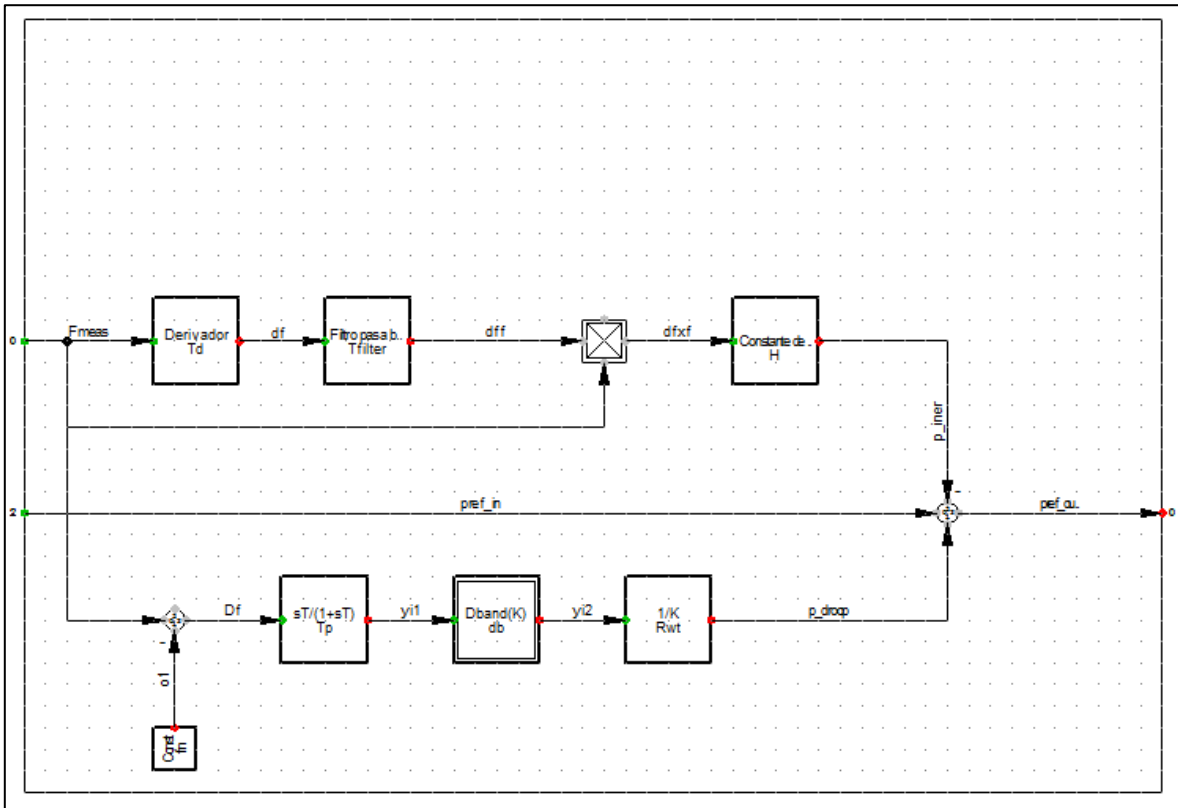 Fmeas
Derivador
Td
df
Filtro pasa b..
Tfilter
dff
dfxf
Constante de ..
H
p_iner
0
2
pref_in
-
pref_ou..
0
Df
sT/(1+sT)
Tp
yi1
Dband(K)
db
yi2
1/K
Rwt
p_droop
-
o1
Const
fn